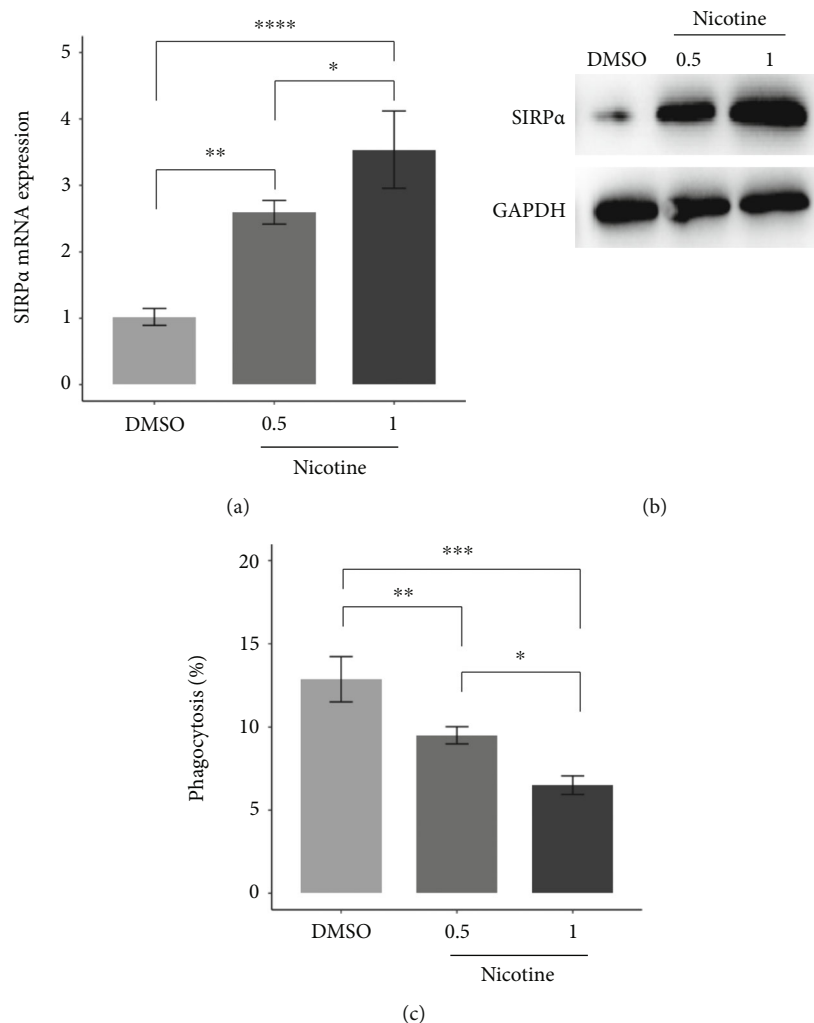 SIRPα mRNA expression
5
4
3
2
1
0
****
*
**
DMSO
0.5
1
Nicotine
(a)
Nicotine
DMSO
0.5
1
SIRPα
GAPDH
(b)
Phagocytosis (%)
20
15
10
5
0
***
**
*
DMSO
0.5
1
Nicotine
(c)